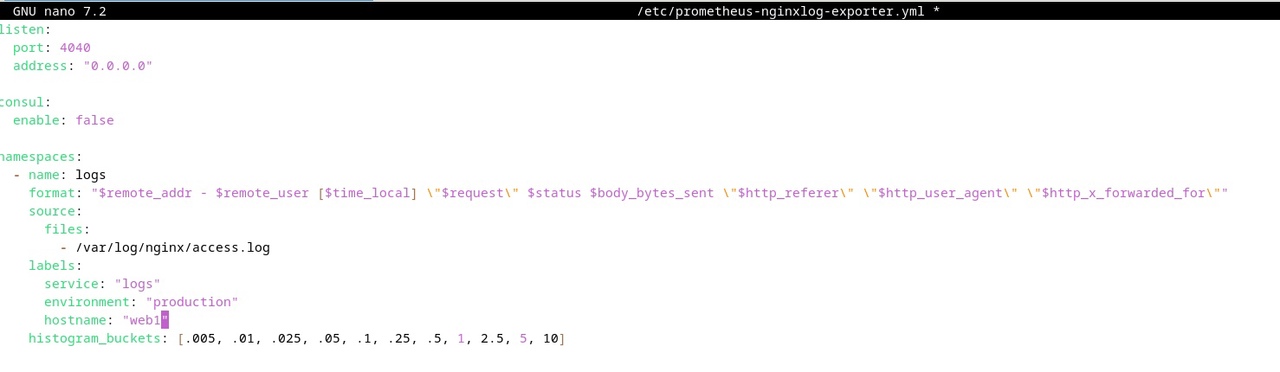 GNU nano 7.2 /etc/prometheus-nginxlog-exporter.yml *
listen:
  port: 4040
  address: "0.0.0.0"

consul:
  enable: false

namespaces:
  - name: logs
    format: "$remote_addr - $remote_user [$time_local] \"$request\" $status $body_bytes_sent \"$http_referer\" \"$http_user_agent\" \"$http_x_forwarded_for\""
    source:
      files:
        - /var/log/nginx/access.log
    labels:
      service: "logs"
      environment: "production"
      hostname: "web1"
    histogram_buckets: [.005, .01, .025, .05, .1, .25, .5, 1, 2.5, 5, 10]